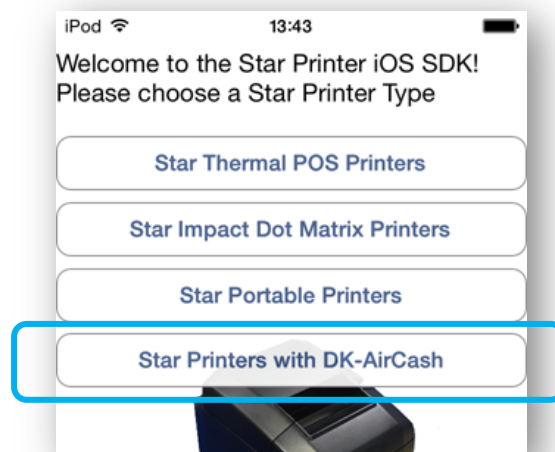 iPod 13:43
Welcome to the Star Printer iOS SDK!
Please choose a Star Printer Type
Star Thermal POS Printers
Star Impact Dot Matrix Printers
Star Portable Printers
Star Printers with DK-AirCash